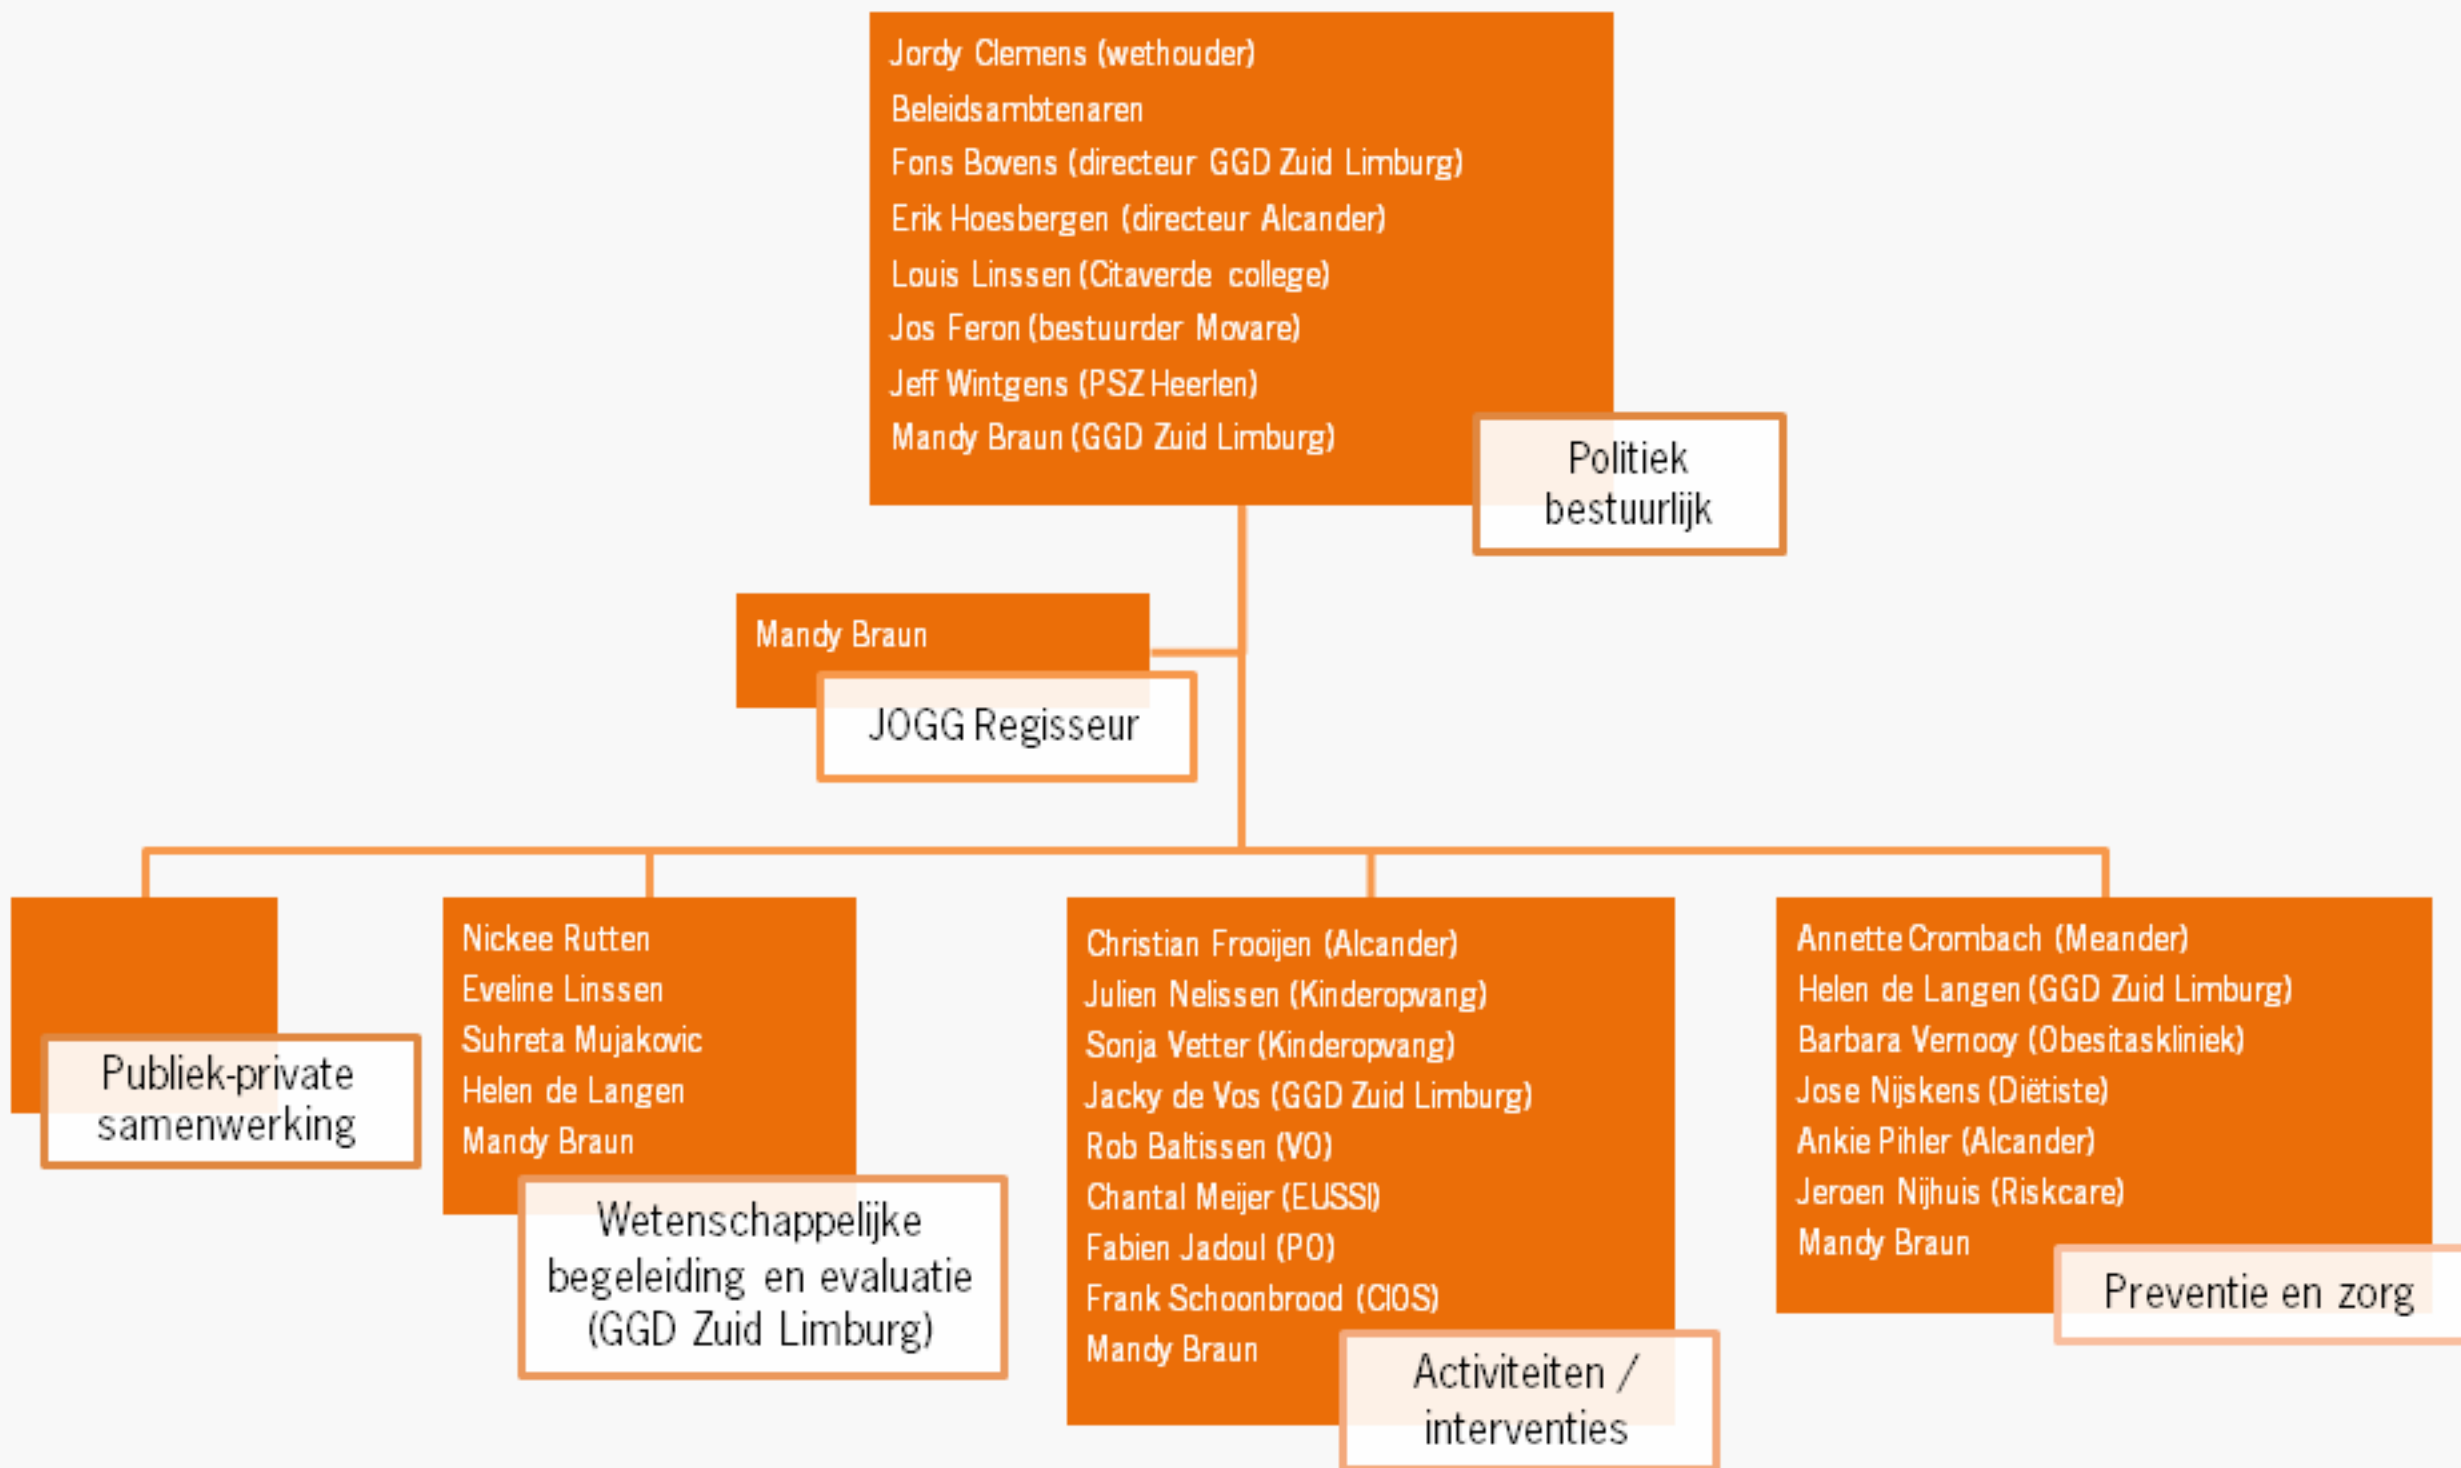 Jordy Clemens (wethouder)
Beleidsambtenaren
Fons Bovens (directeur GGD Zuid Limburg)
Erik Hoesbergen (directeur Alcander)
Louis Linssen (Citaverde college)
Jos Feron (bestuurder Movare)
Jeff Wintgens (PSZ Heerlen)
Mandy Braun (GGD Zuid Limburg)
Politiek
bestuurlijk
Mandy Braun
JOGG Regisseur
Publiek-private
samenwerking
Nickee Rutten
Eveline Linssen
Suhreta Mujakovic
Helen de Langen
Mandy Braun
Wetenschappelijke
begeleiding en evaluatie
(GGD Zuid Limburg)
Christian Frooijen (Alcander)
Julien Nelissen (Kinderopvang)
Sonja Vetter (Kinderopvang)
Jacky de Vos (GGD Zuid Limburg)
Rob Baltissen (VO)
Chantal Meijer (EUSSI)
Fabien Jadoul (PO)
Frank Schoonbrood (CIOS)
Mandy Braun
Activiteiten /
interventies
Annette Crombach (Meander)
Helen de Langen (GGD Zuid Limburg)
Barbara Vernooy (Obesitaskliniek)
Jose Nijskens (Diëtiste)
Ankie Pihler (Alcander)
Jeroen Nijhuis (Riskcare)
Mandy Braun
Preventie en zorg